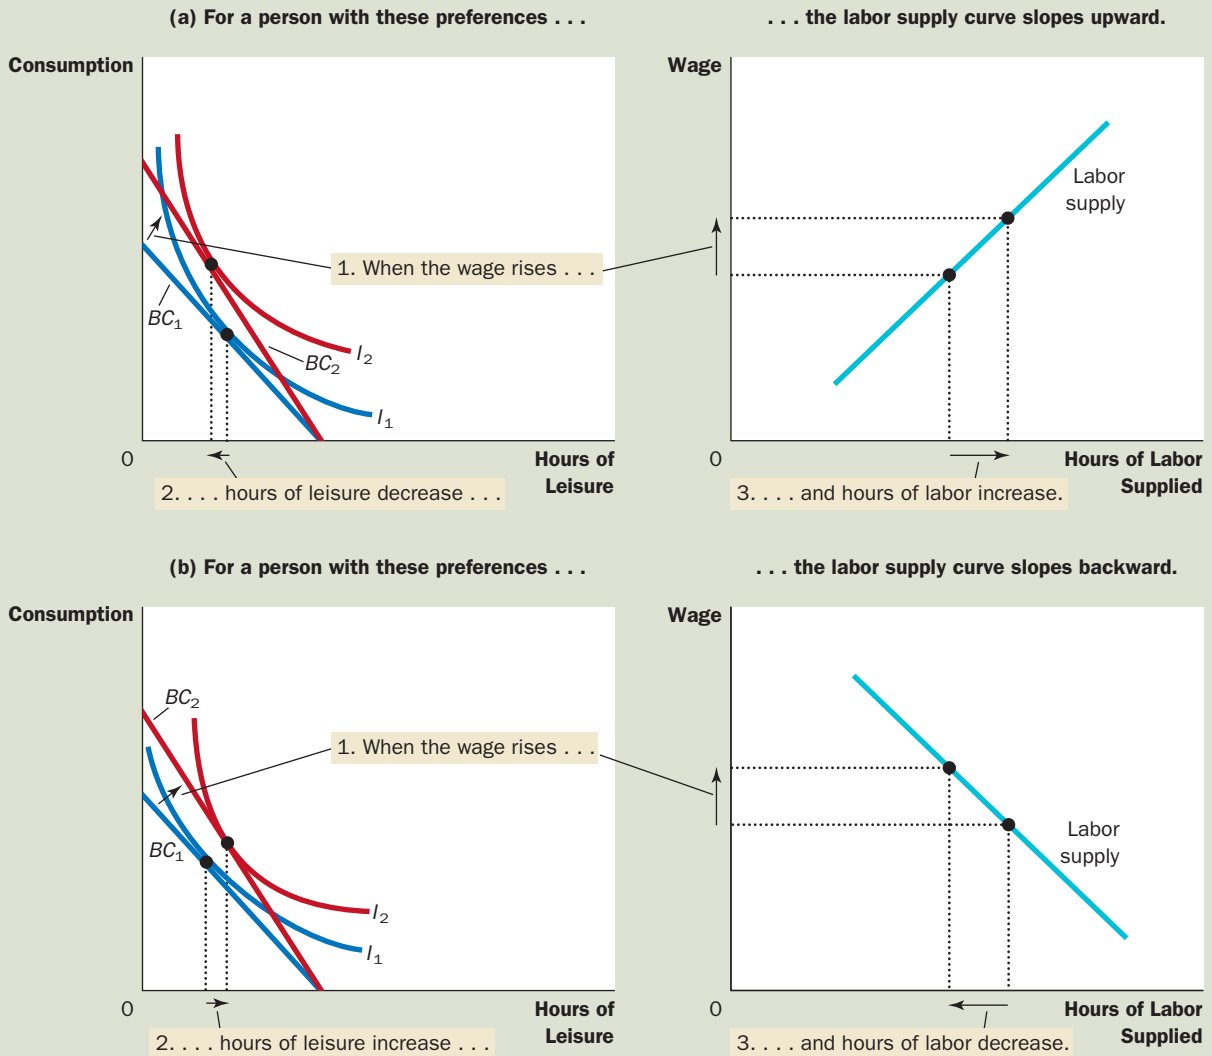 (a) For a person with these preferences . . .
. . . the labor supply curve slopes upward.
Consumption
Wage
Labor
supply
1. When the wage rises . . .
BC₁
BC₂
I₂
I₁
0
Hours of
Leisure
2. . . . hours of leisure decrease . . .
0
Hours of Labor
Supplied
3. . . . and hours of labor increase.
(b) For a person with these preferences . . .
. . . the labor supply curve slopes backward.
Consumption
Wage
BC₂
1. When the wage rises . . .
BC₁
Labor
supply
I₂
I₁
0
Hours of
Leisure
2. . . . hours of leisure increase . . .
0
Hours of Labor
Supplied
3. . . . and hours of labor decrease.